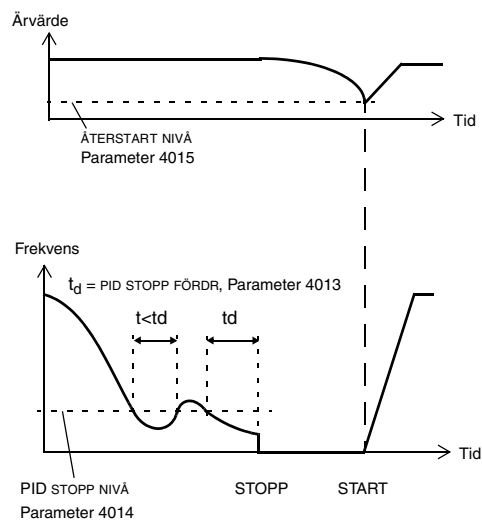 Ärvärde
Tid
ÅTERSTART NIVÅ
Parameter 4015
Frekvens
td = PID STOPP FÖRDR, Parameter 4013
t<td
td
Tid
PID STOPP NIVÅ
Parameter 4014
STOPP
START